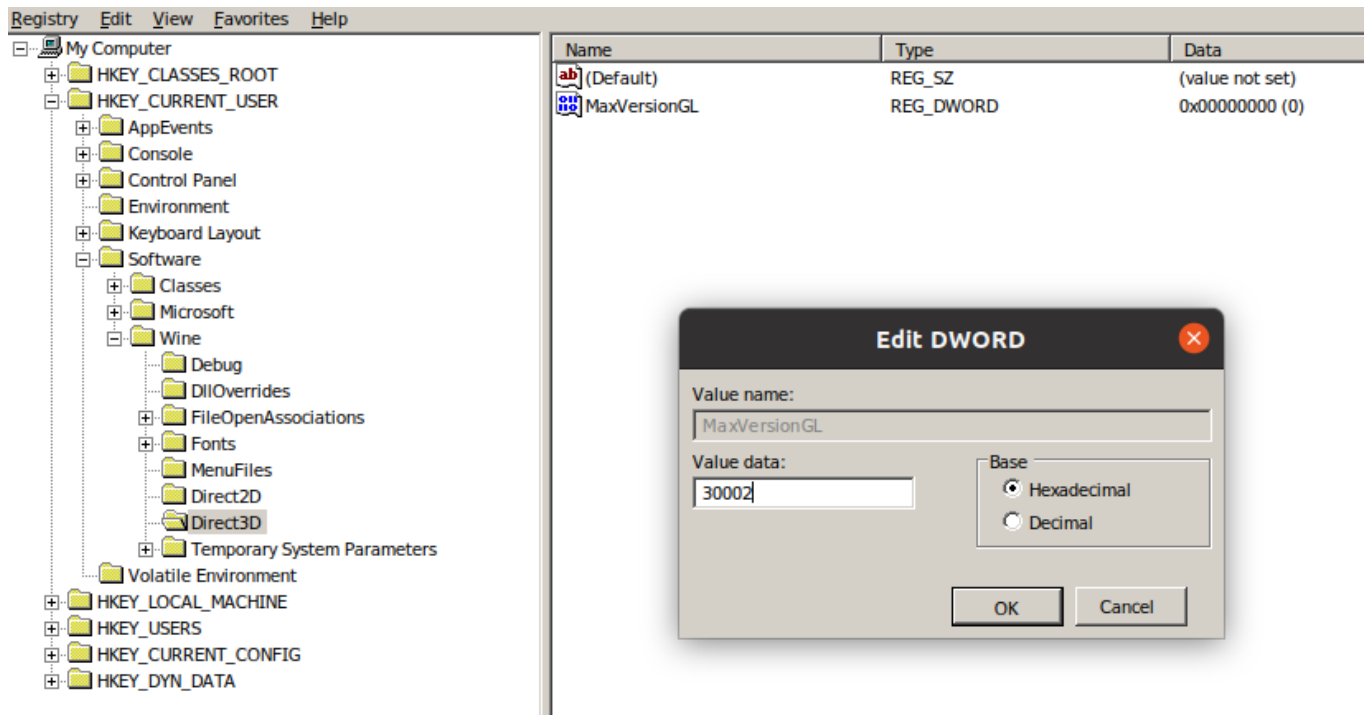 Registry Edit View Favorites Help
My Computer
HKEY_CLASSES_ROOT
HKEY_CURRENT_USER
AppEvents
Console
Control Panel
Environment
Keyboard Layout
Software
Classes
Microsoft
Wine
Debug
DllOverrides
FileOpenAssociations
Fonts
MenuFiles
Direct2D
Direct3D
Temporary System Parameters
Volatile Environment
HKEY_LOCAL_MACHINE
HKEY_USERS
HKEY_CURRENT_CONFIG
HKEY_DYN_DATA
Name Type Data
(Default) REG_SZ (value not set)
MaxVersionGL REG_DWORD 0x00000000 (0)
Edit DWORD
Value name:
MaxVersionGL
Value data: Base
30002 Hexadecimal
Decimal
OK Cancel